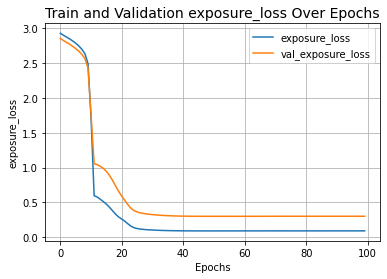 Train and Validation exposure_loss Over Epochs
3.0
2.5
2.0
1.5
1.0
0.5
0.0
exposure_loss
exposure_loss
val_exposure_loss
0
20
40
60
80
100
Epochs